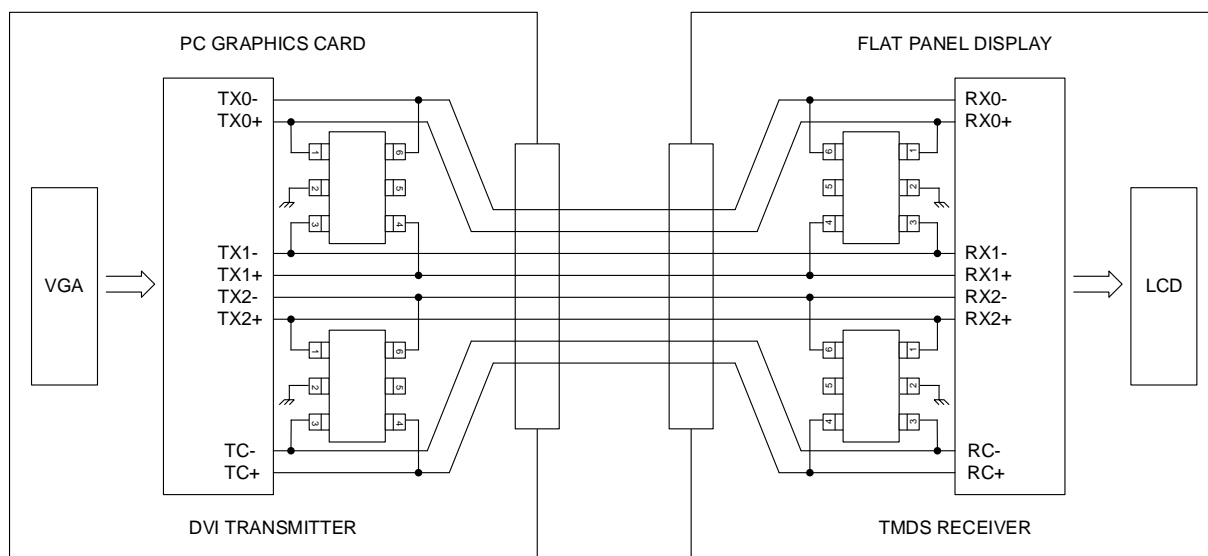 PC GRAPHICS CARD
FLAT PANEL DISPLAY
TX0-
TX0+
RX0-
RX0+
1
6
2
5
3
4
6
1
5
2
4
3
TX1-
TX1+
TX2-
TX2+
RX1-
RX1+
RX2-
RX2+
VGA
LCD
1
6
2
5
3
4
6
1
5
2
4
3
TC-
TC+
RC-
RC+
DVI TRANSMITTER
TMDS RECEIVER